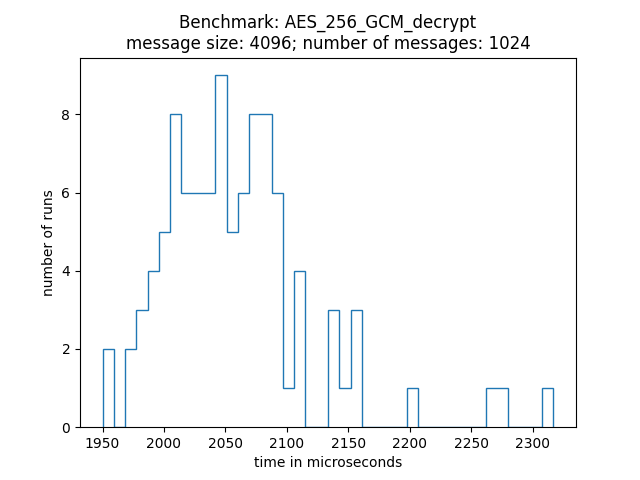 Benchmark: AES_256_GCM_decrypt
message size: 4096; number of messages: 1024
8
6
4
2
0
number of runs
1950 2000 2050 2100 2150 2200 2250 2300
time in microseconds